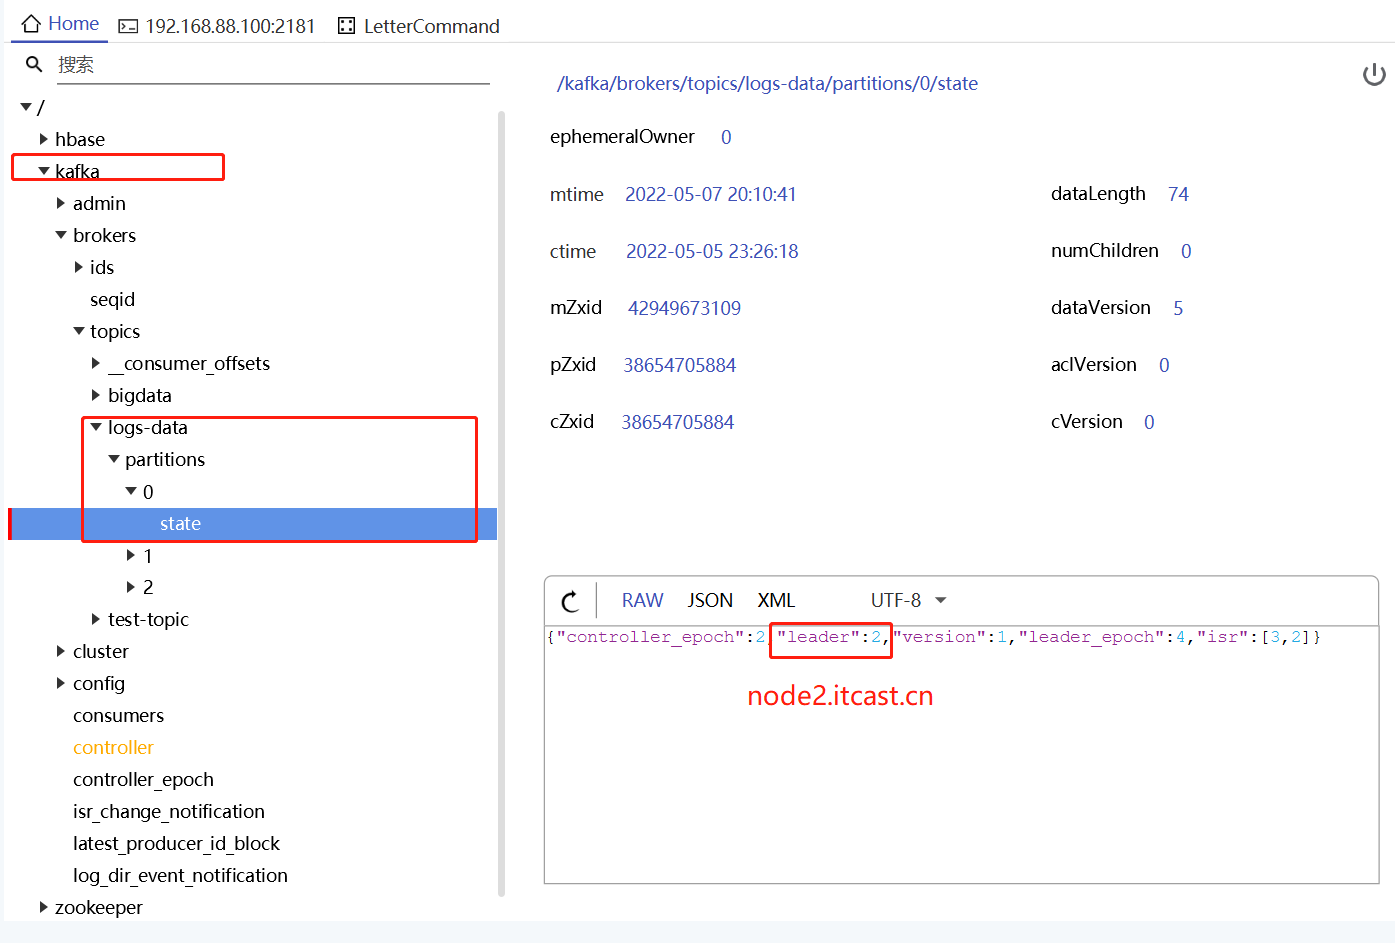 Home 192.168.88.100:2181 LetterCommand
搜索
/
hbase
kafka
admin
brokers
ids
seqid
topics
__consumer_offsets
bigdata
logs-data
partitions
0
state
1
2
test-topic
cluster
config
consumers
controller
controller_epoch
isr_change_notification
latest_producer_id_block
log_dir_event_notification
zookeeper
/kafka/brokers/topics/logs-data/partitions/0/state
ephemeralOwner 0
mtime 2022-05-07 20:10:41 dataLength 74
ctime 2022-05-05 23:26:18 numChildren 0
mZxid 42949673109 dataVersion 5
pZxid 38654705884 aclVersion 0
cZxid 38654705884 cVersion 0
RAW JSON XML UTF-8
{"controller_epoch":2,"leader":2,"version":1,"leader_epoch":4,"isr":[3,2]}
node2.itcast.cn